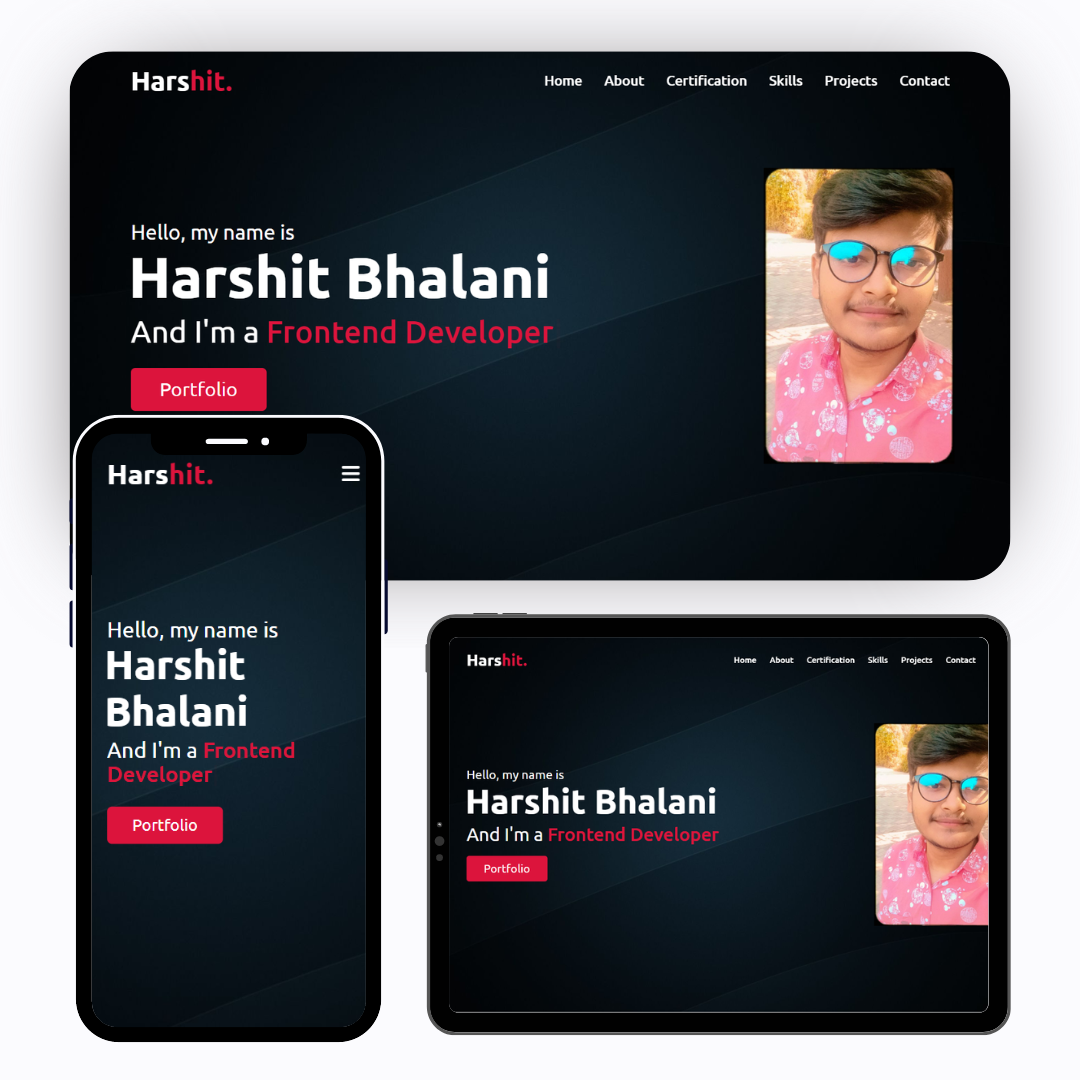 Harshit.
Home About Certification Skills Projects Contact
Hello, my name is
Harshit Bhalani
And I'm a Frontend Developer
Portfolio
Harshit.
Hello, my name is
Harshit
Bhalani
And I'm a Frontend
Developer
Portfolio
Harshit.
Home About Certification Skills Projects Contact
Hello, my name is
Harshit Bhalani
And I'm a Frontend Developer
Portfolio